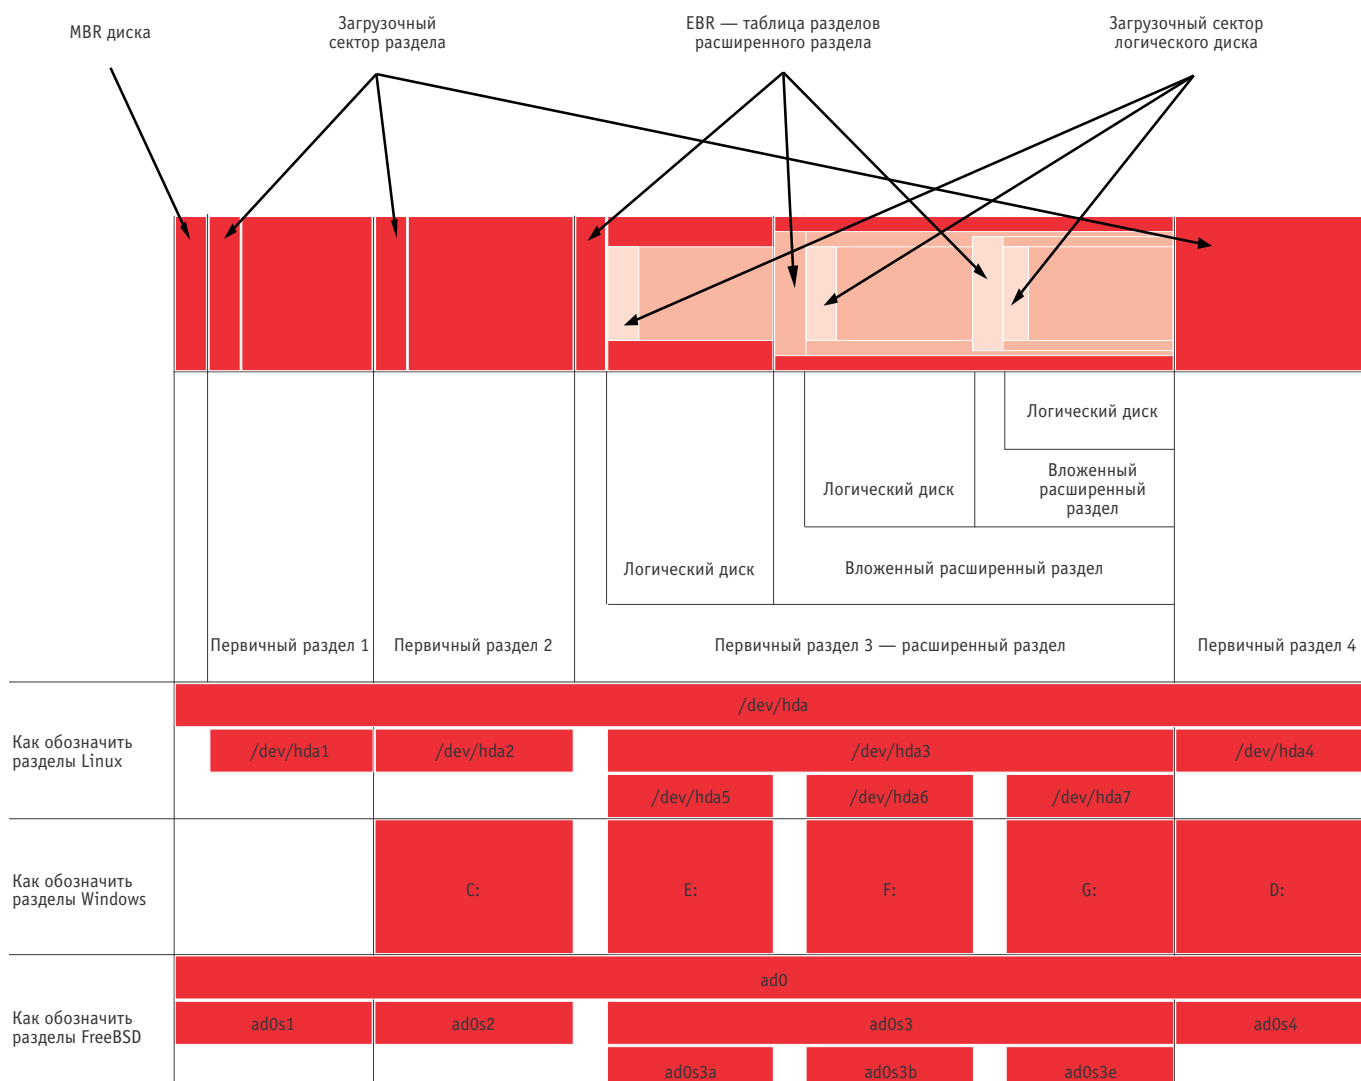 MBR диска
Загрузочный
сектор раздела
EBR — таблица разделов
расширенного раздела
Загрузочный сектор
логического диска
Логический диск
Вложенный
расширенный
раздел
Логический диск
Логический диск
Вложенный расширенный раздел
Первичный раздел 1
Первичный раздел 2
Первичный раздел 3 — расширенный раздел
Первичный раздел 4
Как обозначить
разделы Linux
/dev/hda
/dev/hda1
/dev/hda2
/dev/hda3
/dev/hda4
/dev/hda5
/dev/hda6
/dev/hda7
Как обозначить
разделы Windows
C:
E:
F:
G:
D:
Как обозначить
разделы FreeBSD
ad0
ad0s1
ad0s2
ad0s3
ad0s4
ad0s3a
ad0s3b
ad0s3e